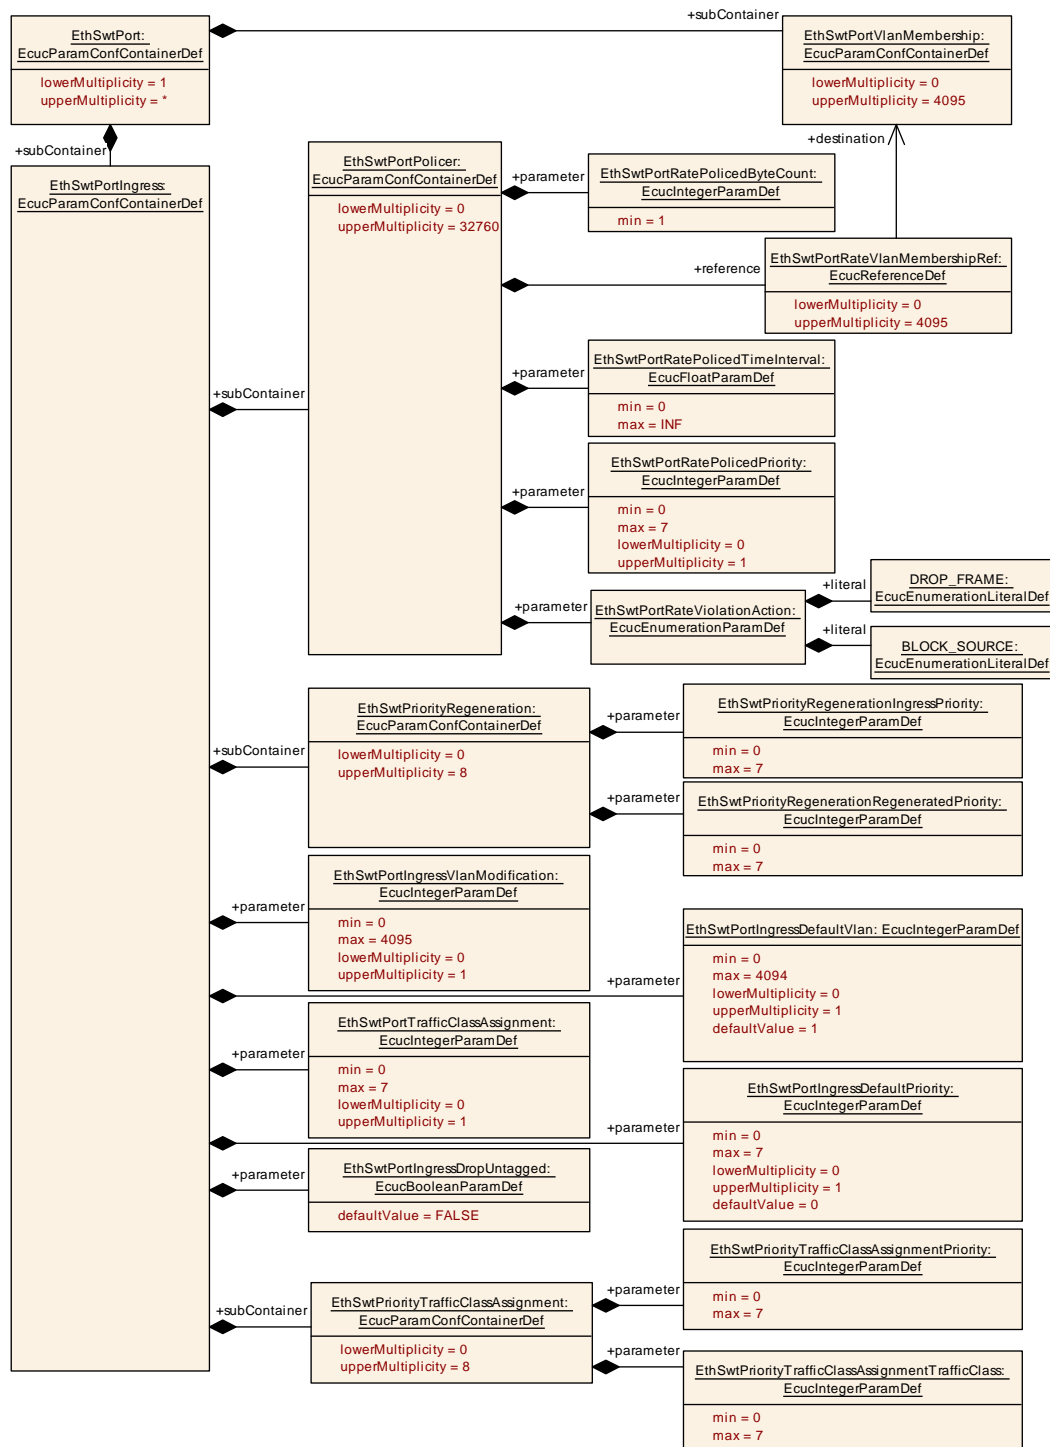 +subContainer
EthSwtPort:
EcucParamConfContainerDef
lowerMultiplicity = 1
upperMultiplicity = *
EthSwtPortVlanMembership:
EcucParamConfContainerDef
lowerMultiplicity = 0
upperMultiplicity = 4095
+destination
+subContainer
EthSwtPortIngress:
EcucParamConfContainerDef
EthSwtPortPolicer:
EcucParamConfContainerDef
lowerMultiplicity = 0
upperMultiplicity = 32760
+parameter
EthSwtPortRatePolicedByteCount:
EcucIntegerParamDef
min = 1
+reference
EthSwtPortRateVlanMembershipRef:
EcucReferenceDef
lowerMultiplicity = 0
upperMultiplicity = 4095
+subContainer
+parameter
EthSwtPortRatePolicedTimeInterval:
EcucFloatParamDef
min = 0
max = INF
+parameter
EthSwtPortRatePolicedPriority:
EcucIntegerParamDef
min = 0
max = 7
lowerMultiplicity = 0
upperMultiplicity = 1
+parameter
EthSwtPortRateViolationAction:
EcucEnumerationParamDef
+literal
DROP_FRAME:
EcucEnumerationLiteralDef
+literal
BLOCK_SOURCE:
EcucEnumerationLiteralDef
+subContainer
EthSwtPriorityRegeneration:
EcucParamConfContainerDef
lowerMultiplicity = 0
upperMultiplicity = 8
+parameter
EthSwtPriorityRegenerationIngressPriority:
EcucIntegerParamDef
min = 0
max = 7
+parameter
EthSwtPriorityRegenerationRegeneratedPriority:
EcucIntegerParamDef
min = 0
max = 7
+parameter
EthSwtPortIngressVlanModification:
EcucIntegerParamDef
min = 0
max = 4095
lowerMultiplicity = 0
upperMultiplicity = 1
+parameter
EthSwtPortIngressDefaultVlan: EcucIntegerParamDef
min = 0
max = 4094
lowerMultiplicity = 0
upperMultiplicity = 1
defaultValue = 1
+parameter
EthSwtPortTrafficClassAssignment:
EcucIntegerParamDef
min = 0
max = 7
lowerMultiplicity = 0
upperMultiplicity = 1
+parameter
EthSwtPortIngressDefaultPriority:
EcucIntegerParamDef
min = 0
max = 7
lowerMultiplicity = 0
upperMultiplicity = 1
defaultValue = 0
+parameter
EthSwtPortIngressDropUntagged:
EcucBooleanParamDef
defaultValue = FALSE
+subContainer
EthSwtPriorityTrafficClassAssignment:
EcucParamConfContainerDef
lowerMultiplicity = 0
upperMultiplicity = 8
+parameter
EthSwtPriorityTrafficClassAssignmentPriority:
EcucIntegerParamDef
min = 0
max = 7
+parameter
EthSwtPriorityTrafficClassAssignmentTrafficClass:
EcucIntegerParamDef
min = 0
max = 7